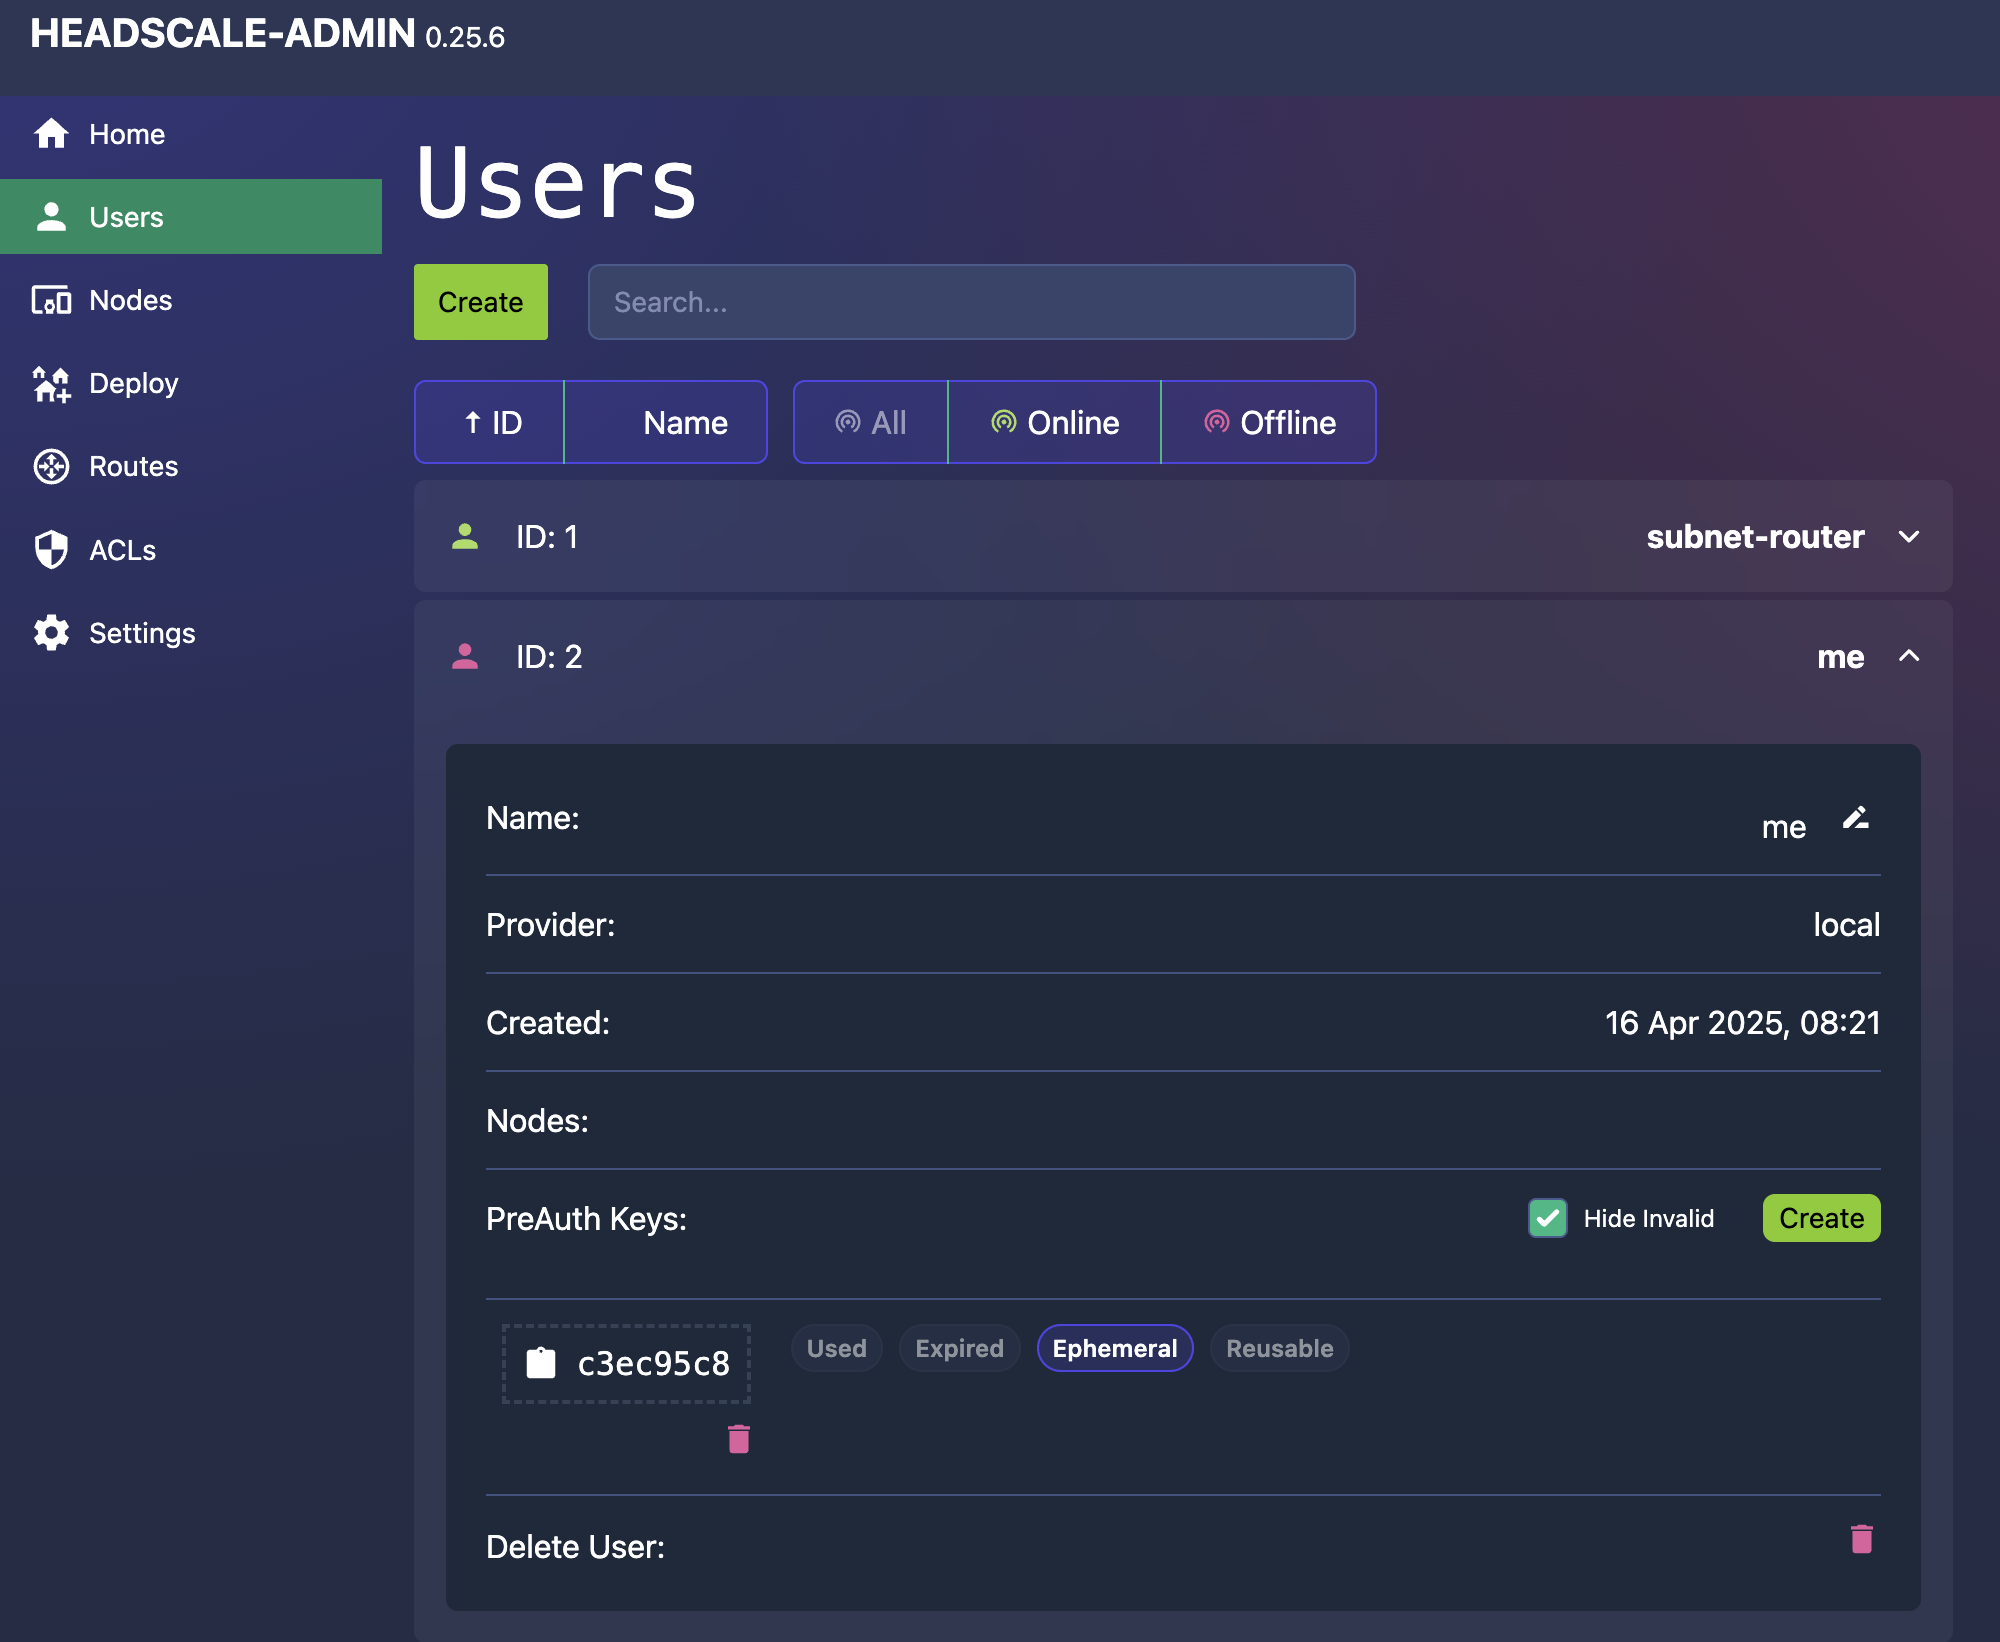 HEADSCALE-ADMIN 0.25.6
Home
Users
Nodes
Deploy
Routes
ACLs
Settings
Users
Create
Search...
ID
Name
All
Online
Offline
ID: 1
subnet-router
ID: 2
me
Name:
me
Provider:
local
Created:
16 Apr 2025, 08:21
Nodes:
PreAuth Keys:
Hide Invalid
Create
c3ec95c8
Used
Expired
Ephemeral
Reusable
Delete User: